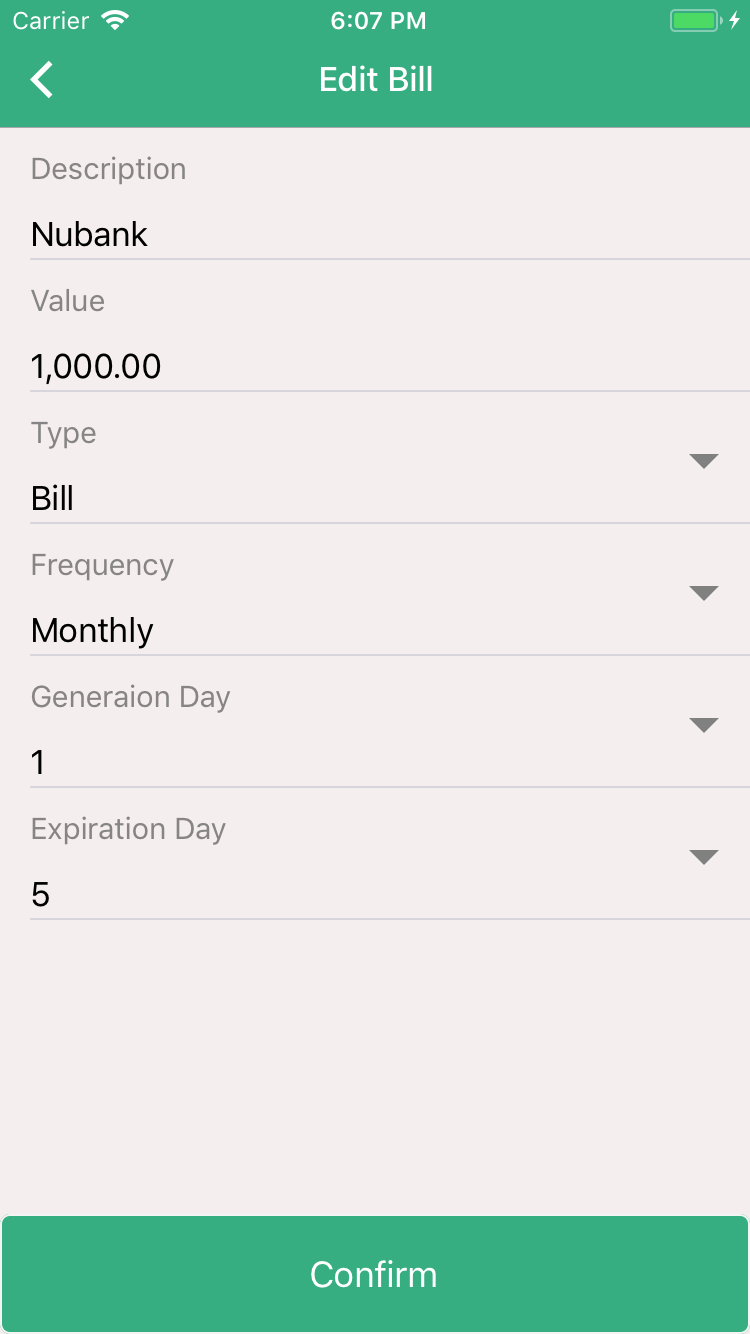 Carrier 6:07 PM
Edit Bill
Description
Nubank
Value
1,000.00
Type
Bill
Frequency
Monthly
Generaion Day
1
Expiration Day
5
Confirm